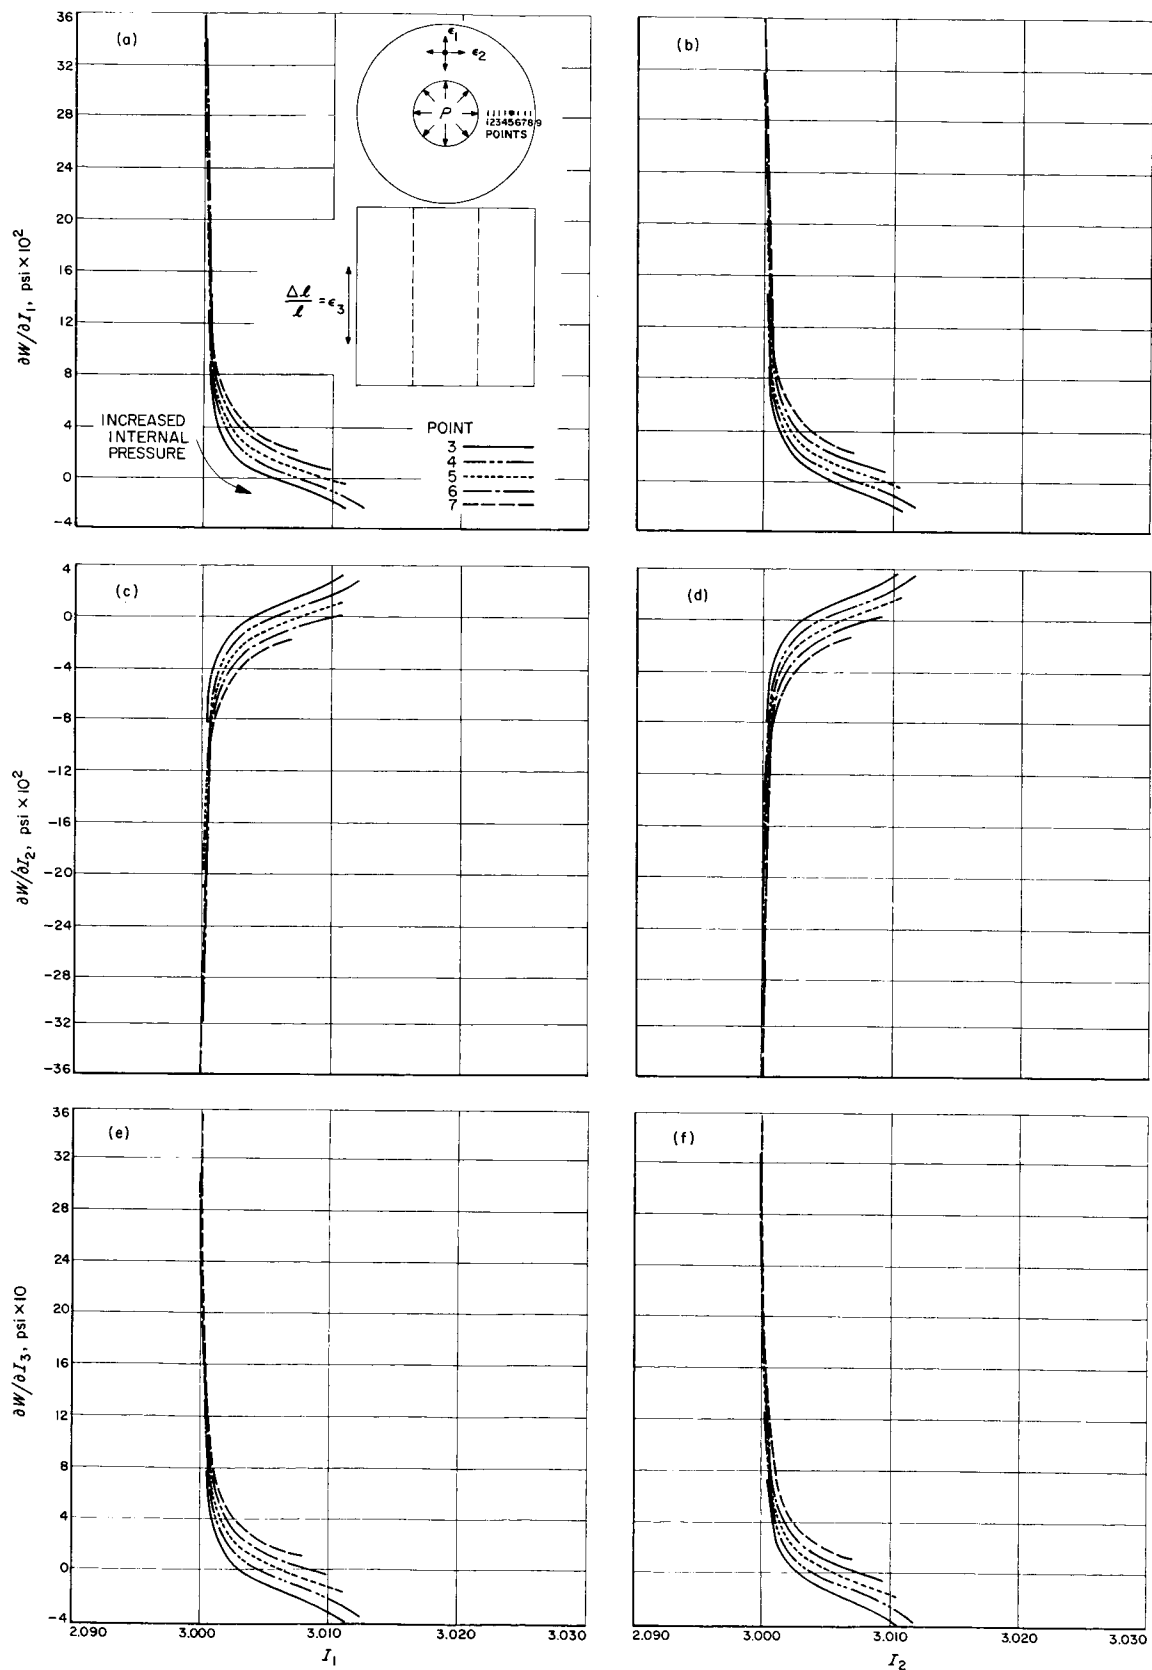 (a)
36
32
28
24
20
16
12
8
4
0
-4
∂W/∂I₁, psi × 10²
ϵ₁
ϵ₂
P
123456789
POINTS
Δℓ/ℓ = ϵ₃
INCREASED
INTERNAL
PRESSURE
POINT
3
4
5
6
7
(b)
(c)
4
0
-4
-8
-12
-16
-20
-24
-28
-32
-36
∂W/∂I₂, psi × 10²
(d)
(e)
36
32
28
24
20
16
12
8
4
0
-4
∂W/∂I₃, psi × 10
2.090 3.000 3.010 3.020 3.030
I₁
(f)
2.090 3.000 3.010 3.020 3.030
I₂